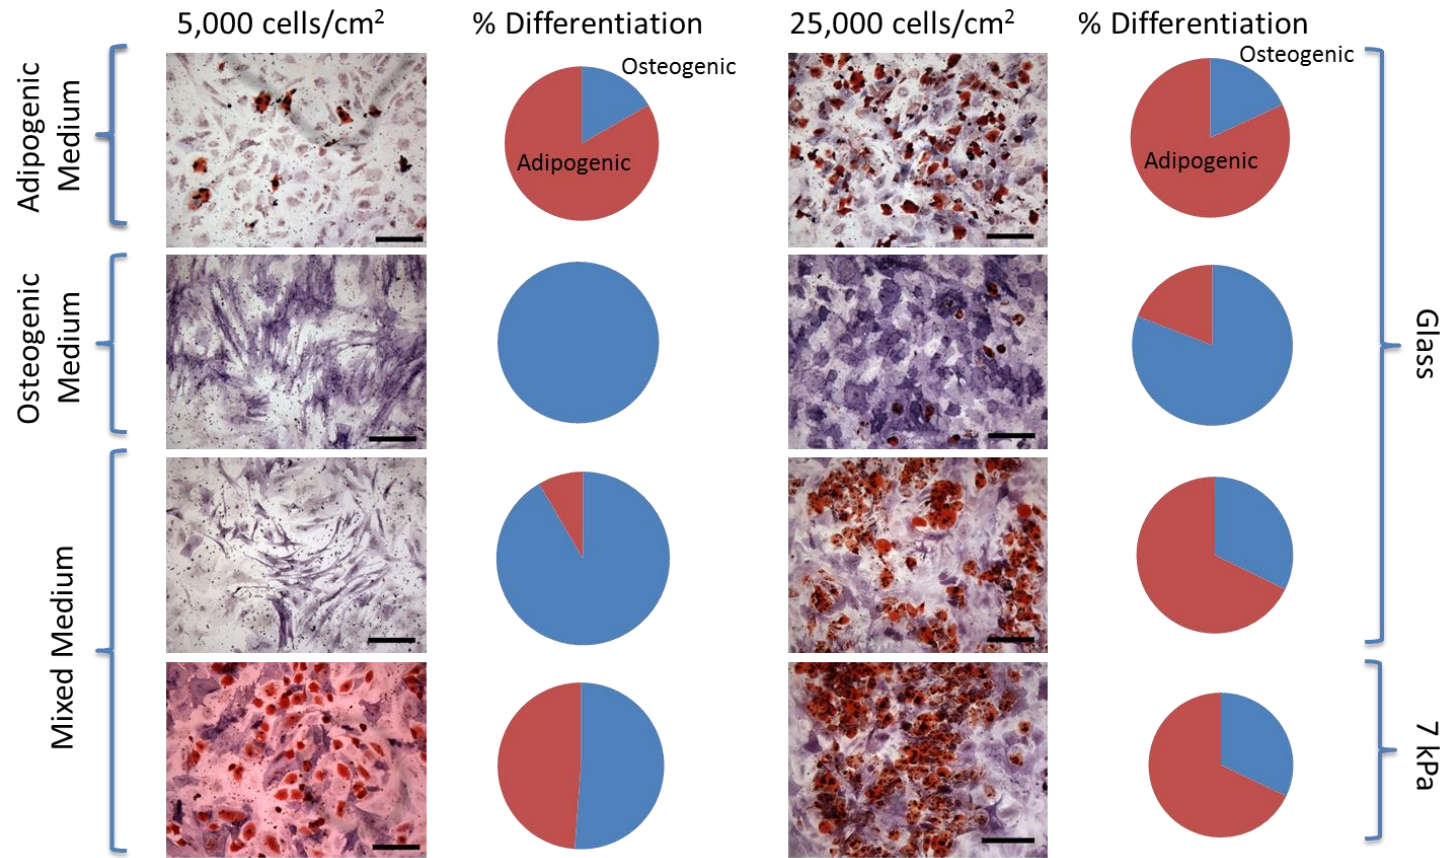 5,000 cells/cm²
% Differentiation
25,000 cells/cm²
% Differentiation
Adipogenic
Medium
Osteogenic
Adipogenic
Osteogenic
Adipogenic
Osteogenic
Medium
Glass
Mixed Medium
7 kPa